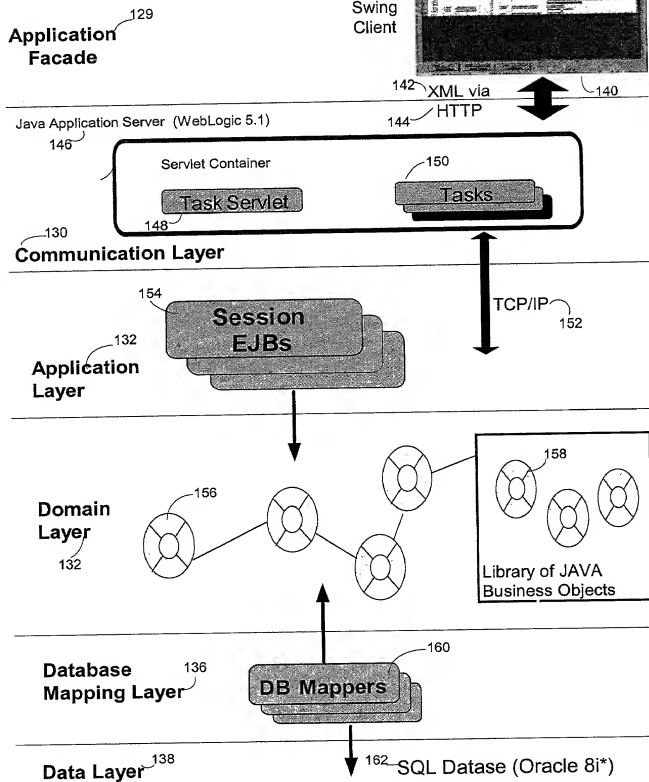 Swing
Client
Application 129
Facade
142 XML via
144 HTTP
140
Java Application Server (WebLogic 5.1)
146
Servlet Container
150
Task Servlet
148
Tasks
130
Communication Layer
154
Session
EJBs
TCP/IP 152
132
Application
Layer
158
156
Domain
Layer
132
Library of JAVA
Business Objects
160
Database
Mapping Layer 136
DB Mappers
162 SQL Datase (Oracle 8i*)
Data Layer 138